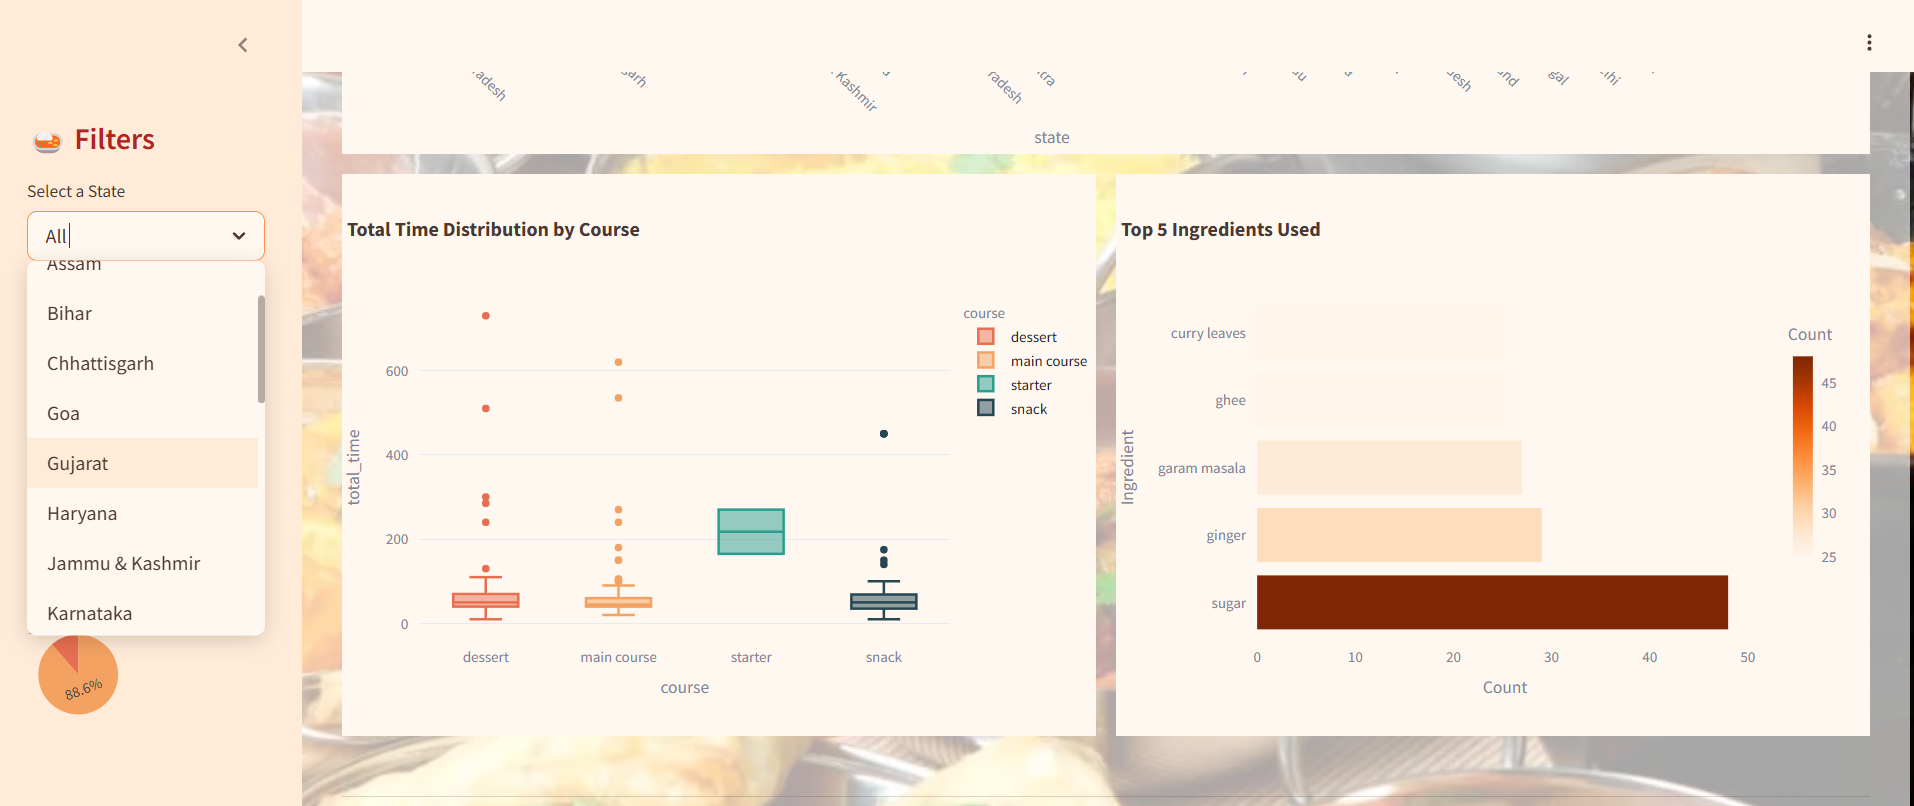 adesh
arh
Kashmir
radesh
tra
esh
nd
gal
hi
state
Filters
Select a State
All
Assam
Bihar
Chhattisgarh
Goa
Gujarat
Haryana
Jammu & Kashmir
Karnataka
88.6%
Total Time Distribution by Course
total_time
600
400
200
0
dessert
main course
starter
snack
course
course
dessert
main course
starter
snack
Top 5 Ingredients Used
Ingredient
curry leaves
ghee
garam masala
ginger
sugar
0
10
20
30
40
50
Count
Count
45
40
35
30
25